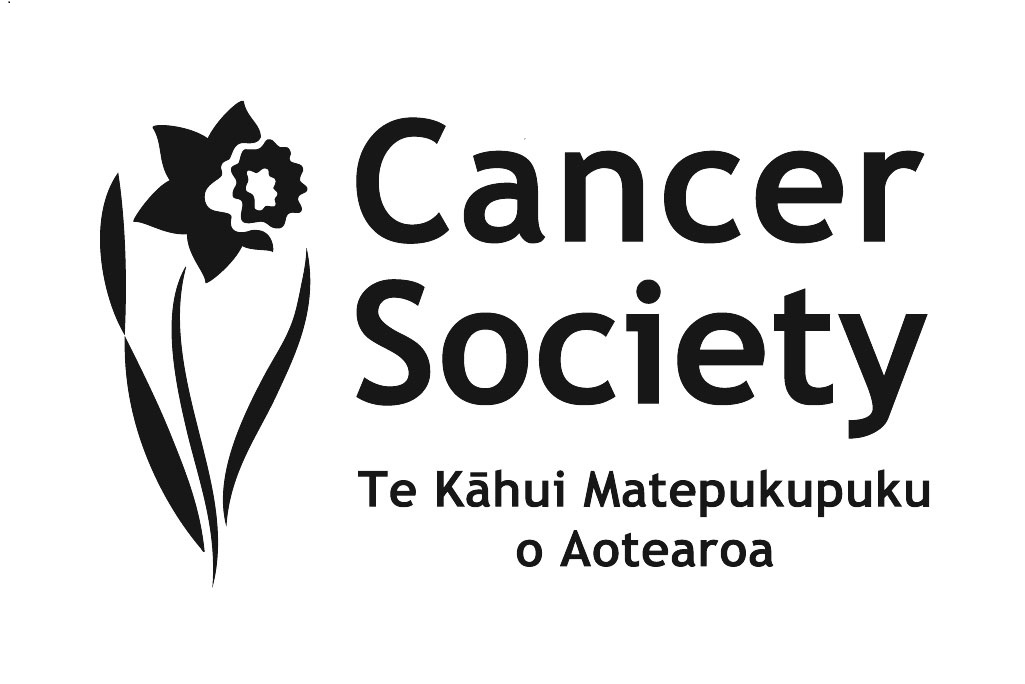 Cancer
Society
Te Kāhui Matepukupuku
o Aotearoa